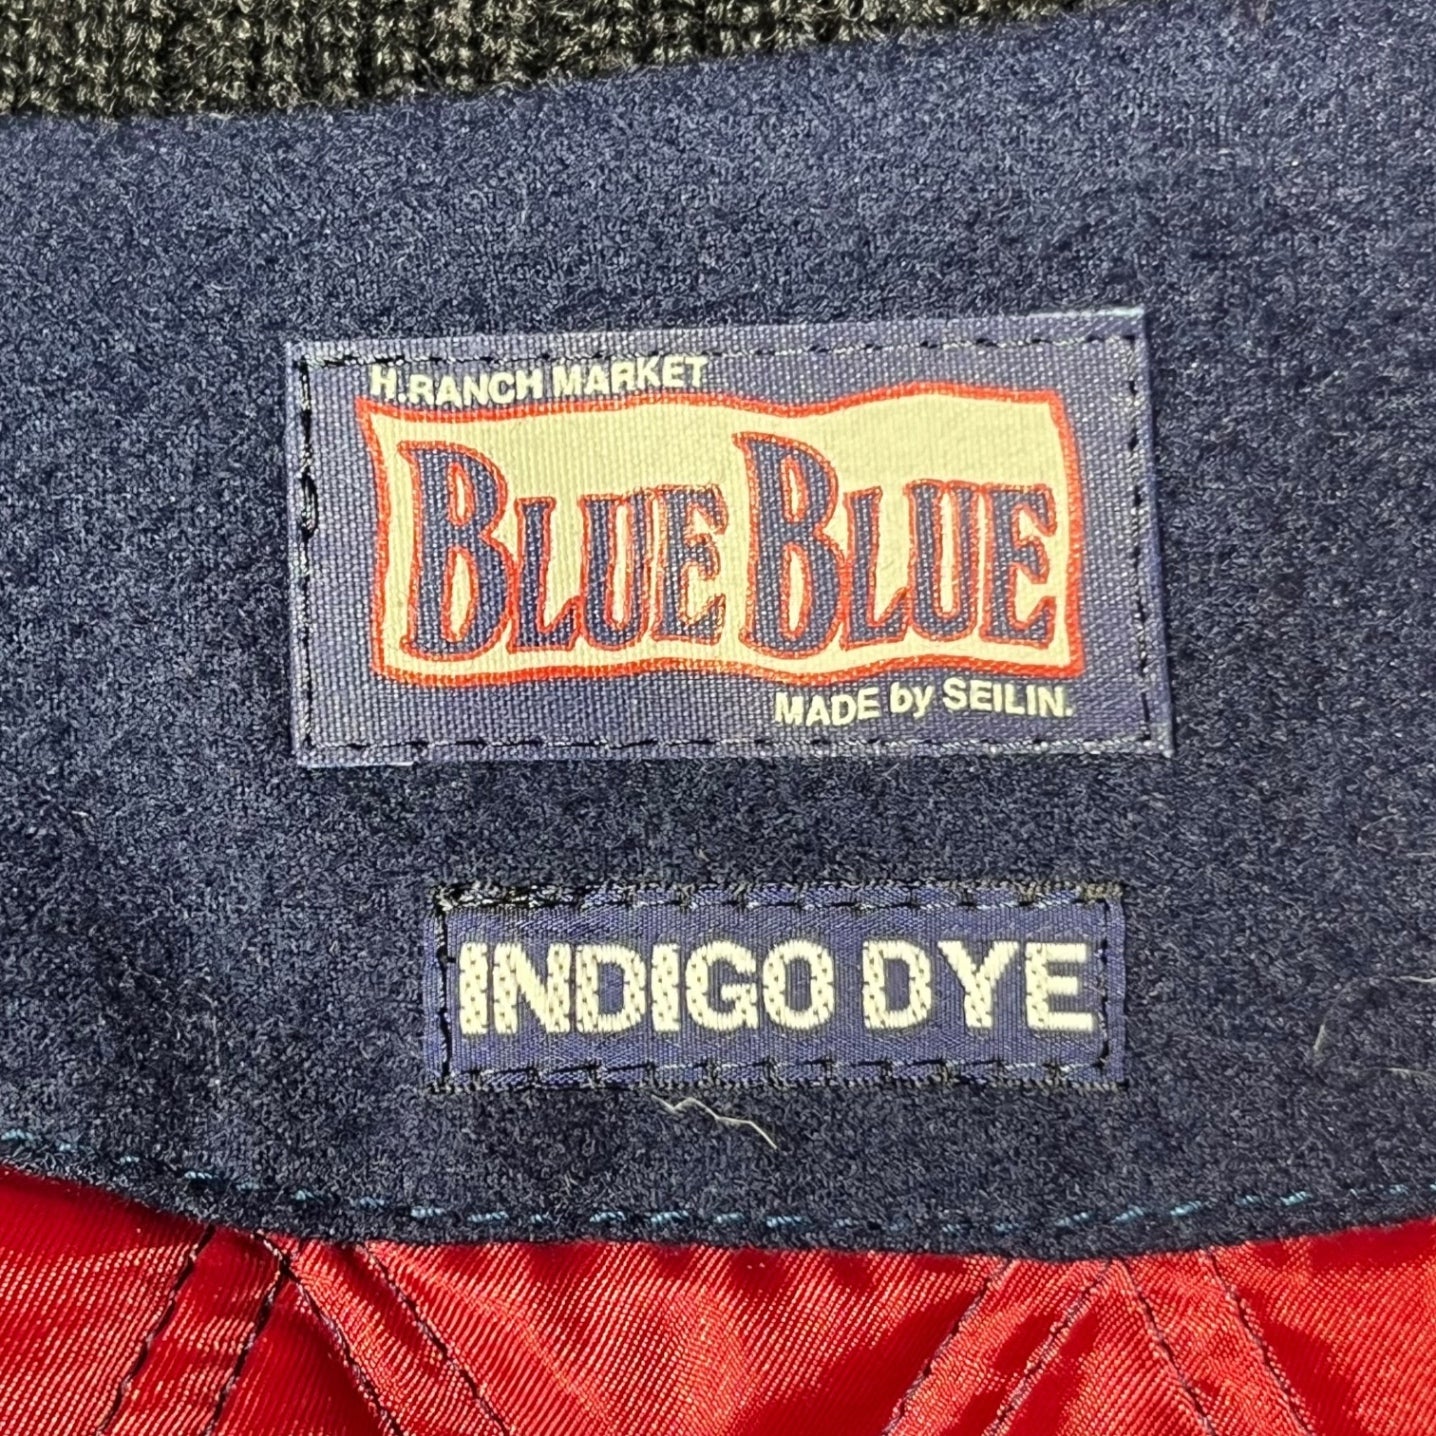 H.RANCH MARKET
BLUE BLUE
MADE by SEILIN.
INDIGO DYE